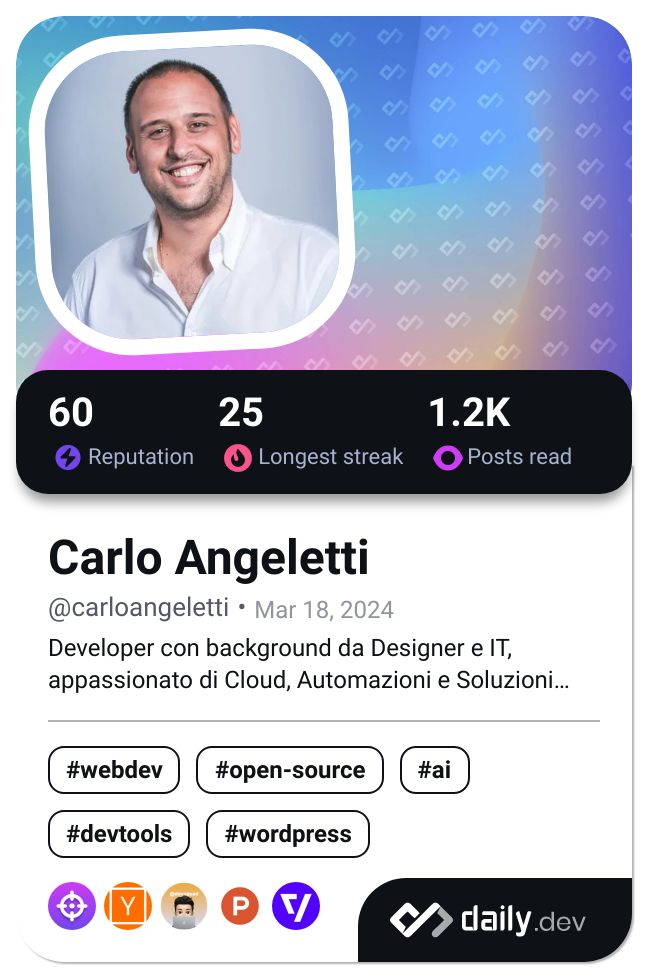 60 25 1.2K
Reputation Longest streak Posts read
Carlo Angeletti
@carloangeletti • Mar 18, 2024
Developer con background da Designer e IT,
appassionato di Cloud, Automazioni e Soluzioni…
#webdev #open-source #ai
#devtools #wordpress
Y P
daily.dev